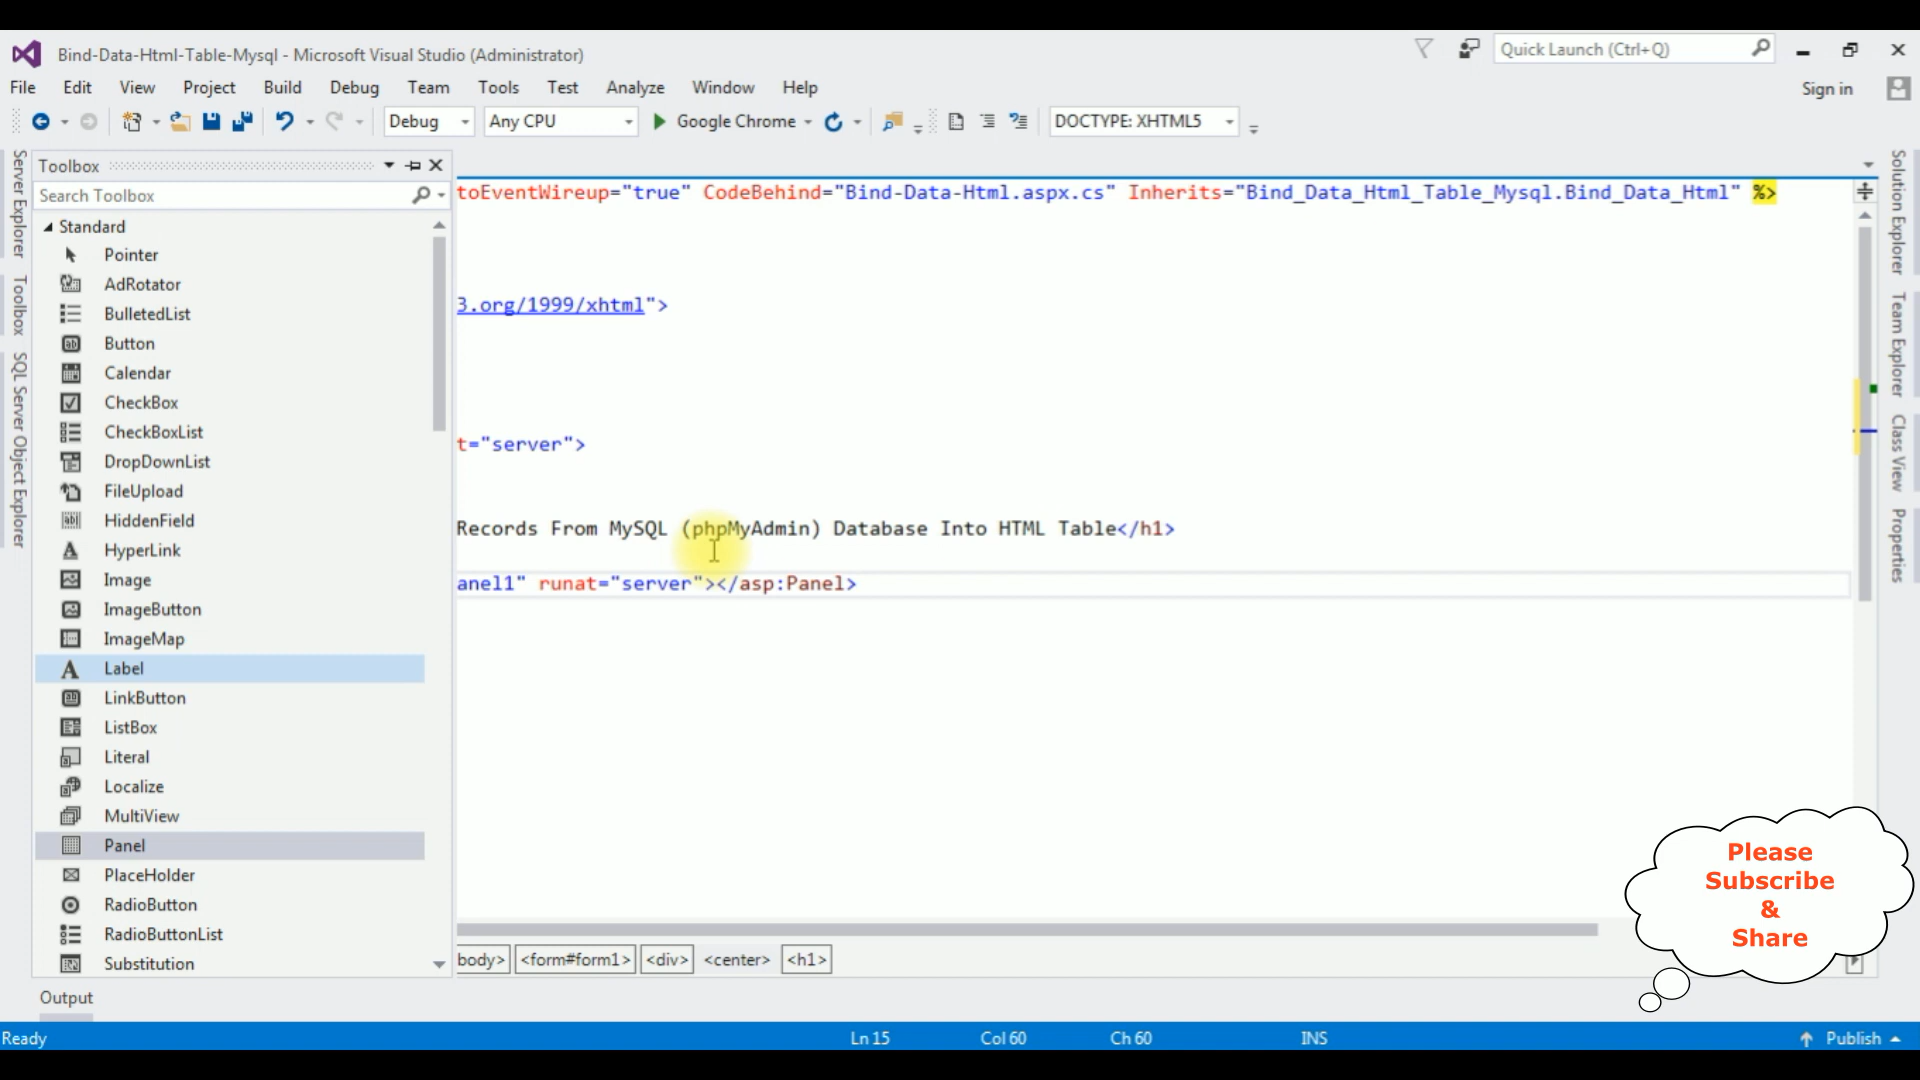 Bind-Data-Html-Table-Mysql - Microsoft Visual Studio (Administrator)
Quick Launch (Ctrl+Q)
File Edit View Project Build Debug Team Tools Test Analyze Window Help
Sign in
Debug
Any CPU
Google Chrome
DOCTYPE: XHTML5
Server Explorer
Toolbox
SQL Server Object Explorer
Toolbox
Search Toolbox
Standard
Pointer
AdRotator
BulletedList
Button
Calendar
CheckBox
CheckBoxList
DropDownList
FileUpload
HiddenField
HyperLink
Image
ImageButton
ImageMap
Label
LinkButton
ListBox
Literal
Localize
MultiView
Panel
PlaceHolder
RadioButton
RadioButtonList
Substitution
toEventWireup="true" CodeBehind="Bind-Data-Html.aspx.cs" Inherits="Bind_Data_Html_Table_Mysql.Bind_Data_Html" %>
3.org/1999/xhtml">
t="server">
Records From MySQL (phpMyAdmin) Database Into HTML Table</h1>
anel1" runat="server"></asp:Panel>
body> <form#form1> <div> <center> <h1>
Solution Explorer
Team Explorer
Class View
Properties
Please
Subscribe
&
Share
Output
Ready
Ln 15
Col 60
Ch 60
INS
Publish